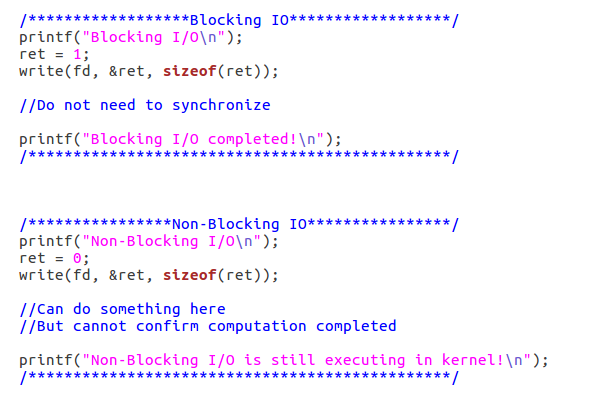 /******************Blocking IO******************/
printf("Blocking I/O\n");
ret = 1;
write(fd, &ret, sizeof(ret));
//Do not need to synchronize
printf("Blocking I/O completed!\n");
/***********************************************/
/****************Non-Blocking IO****************/
printf("Non-Blocking I/O\n");
ret = 0;
write(fd, &ret, sizeof(ret));
//Can do something here
//But cannot confirm computation completed
printf("Non-Blocking I/O is still executing in kernel!\n");
/***********************************************/